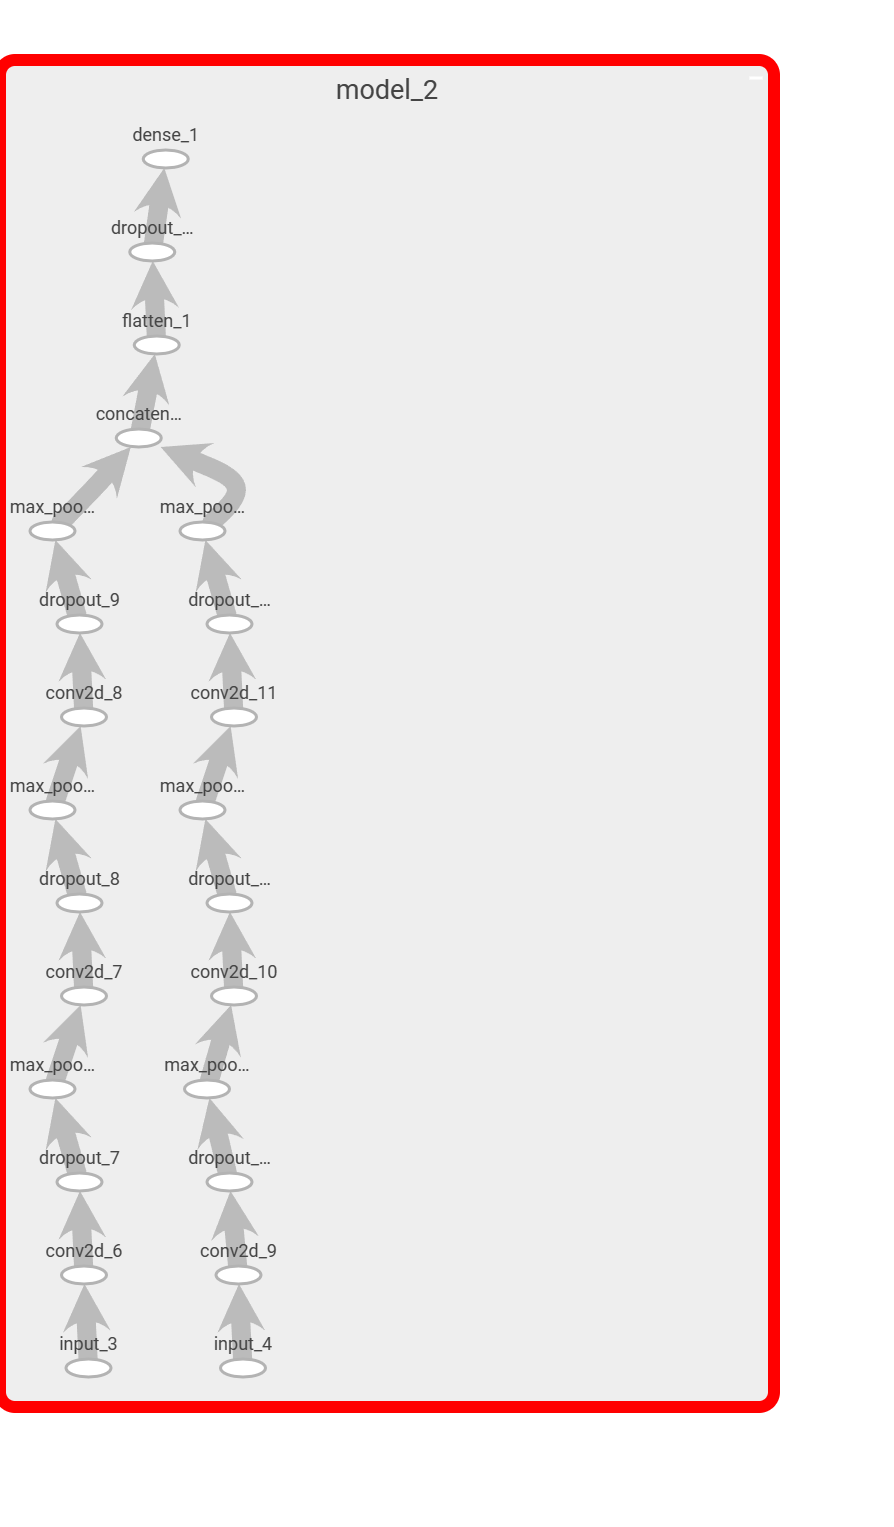 model_2
dense_1
dropout_...
flatten_1
concaten...
max_poo... max_poo...
dropout_9 dropout_...
conv2d_8 conv2d_11
max_poo... max_poo...
dropout_8 dropout_...
conv2d_7 conv2d_10
max_poo... max_poo...
dropout_7 dropout_...
conv2d_6 conv2d_9
input_3 input_4